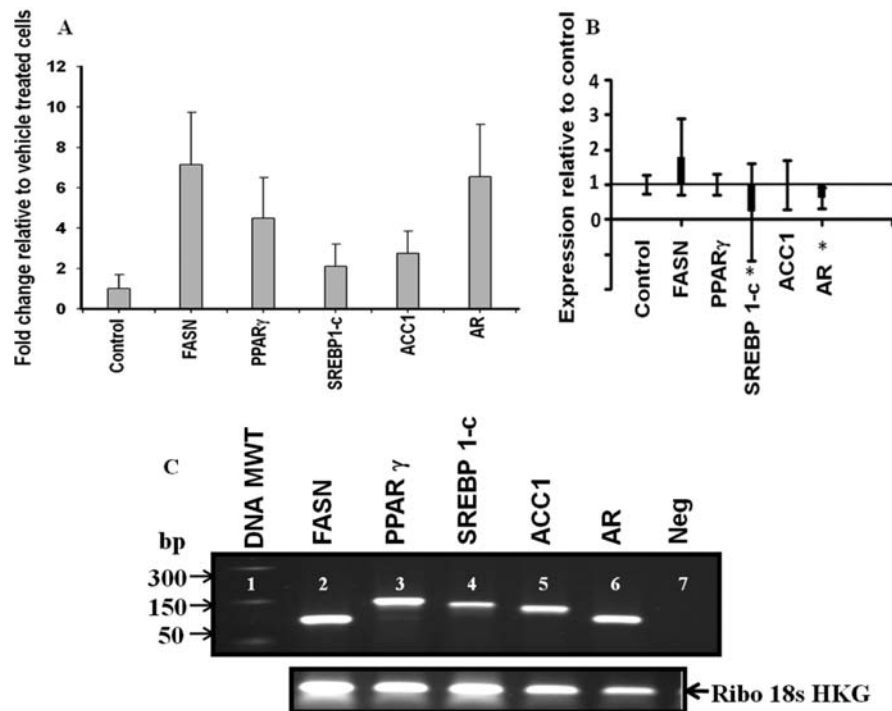 A
Fold change relative to vehicle treated cells
12
10
8
6
4
2
0
Control
FASN
PPARγ
SREBP1-c
ACC1
AR
B
Expression relative to control
4
3
2
1
0
Control
FASN
PPARγ
SREBP 1-c *
ACC1
AR *
C
bp
DNA MWT
FASN
PPAR γ
SREBP 1-c
ACC1
AR
Neg
300
150
50
1 2 3 4 5 6 7
Ribo 18s HKG